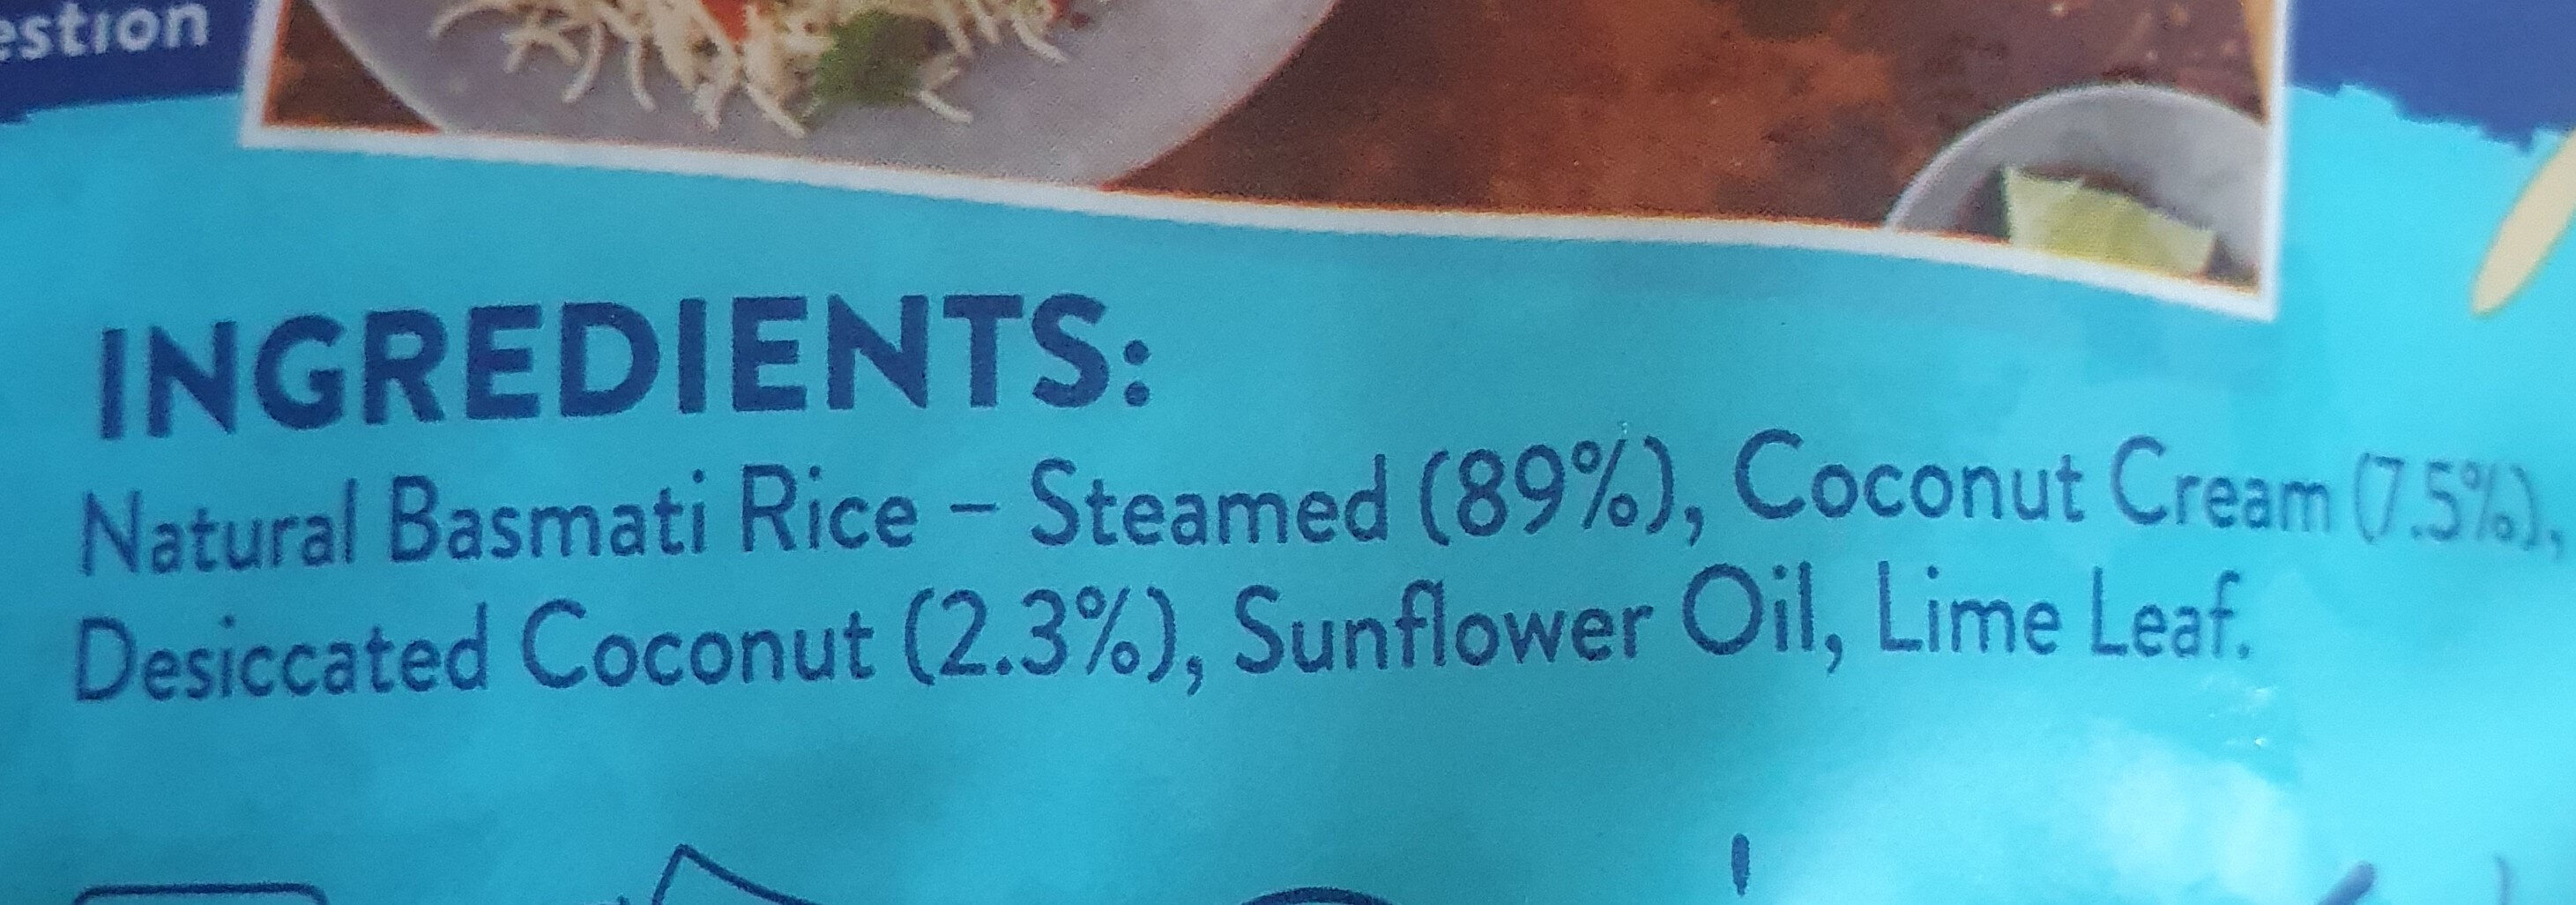 estion
INGREDIENTS:
Natural Basmati Rice – Steamed (89%), Coconut Cream (7.5%),
Desiccated Coconut (2.3%), Sunflower Oil, Lime Leaf.